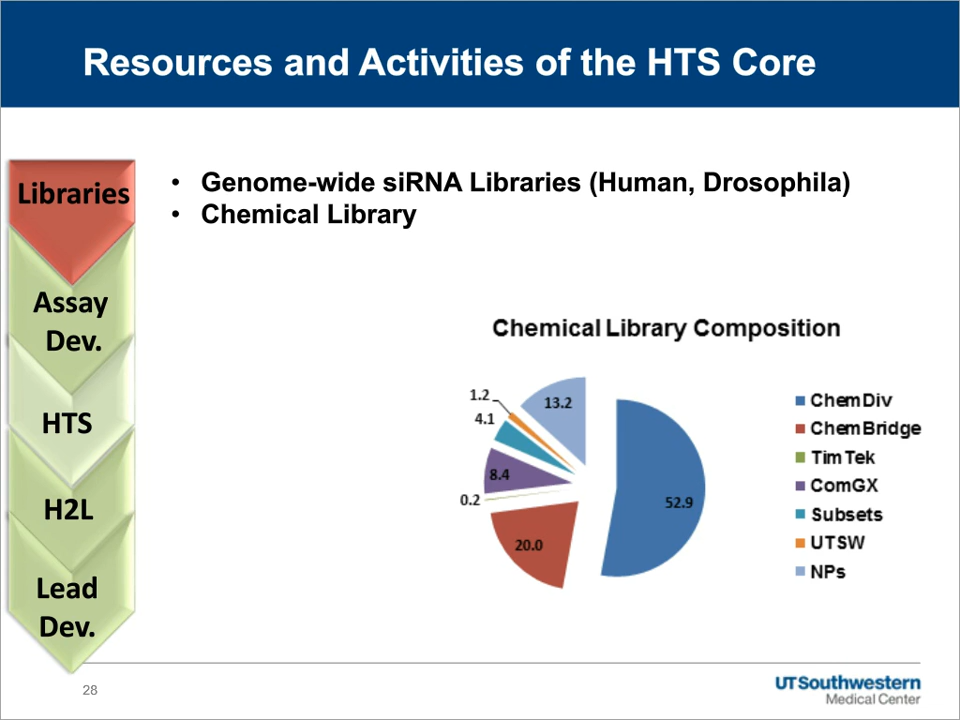 Resources and Activities of the HTS Core
Libraries
Assay
Dev.
HTS
H2L
Lead
Dev.
• Genome-wide siRNA Libraries (Human, Drosophila)
• Chemical Library
Chemical Library Composition
1.2
13.2
4.1
8.4
0.2
20.0
52.9
ChemDiv
ChemBridge
TimTek
ComGX
Subsets
UTSW
NPs
28
UTSouthwestern
Medical Center